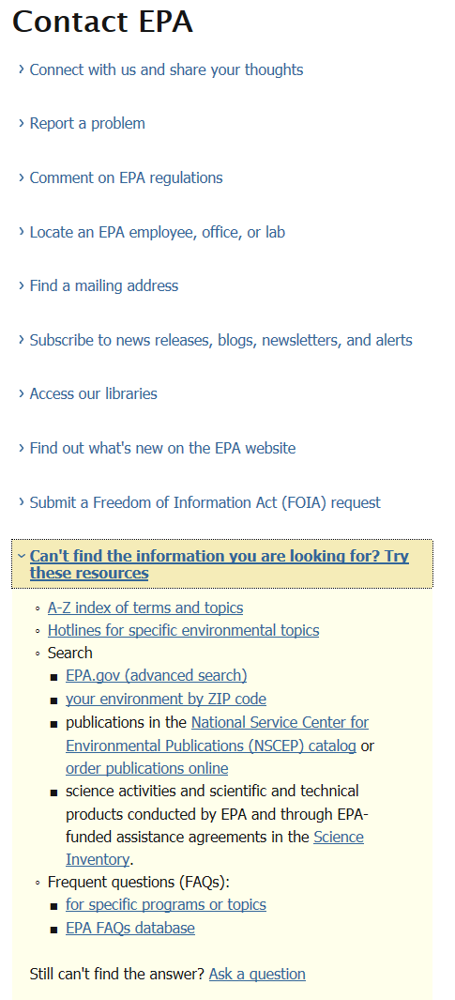 Contact EPA
Connect with us and share your thoughts
Report a problem
Comment on EPA regulations
Locate an EPA employee, office, or lab
Find a mailing address
Subscribe to news releases, blogs, newsletters, and alerts
Access our libraries
Find out what's new on the EPA website
Submit a Freedom of Information Act (FOIA) request
Can't find the information you are looking for? Try
these resources
A-Z index of terms and topics
Hotlines for specific environmental topics
Search
EPA.gov (advanced search)
your environment by ZIP code
publications in the National Service Center for
Environmental Publications (NSCEP) catalog or
order publications online
science activities and scientific and technical
products conducted by EPA and through EPA-
funded assistance agreements in the Science
Inventory.
Frequent questions (FAQs):
for specific programs or topics
EPA FAQs database
Still can't find the answer? Ask a question